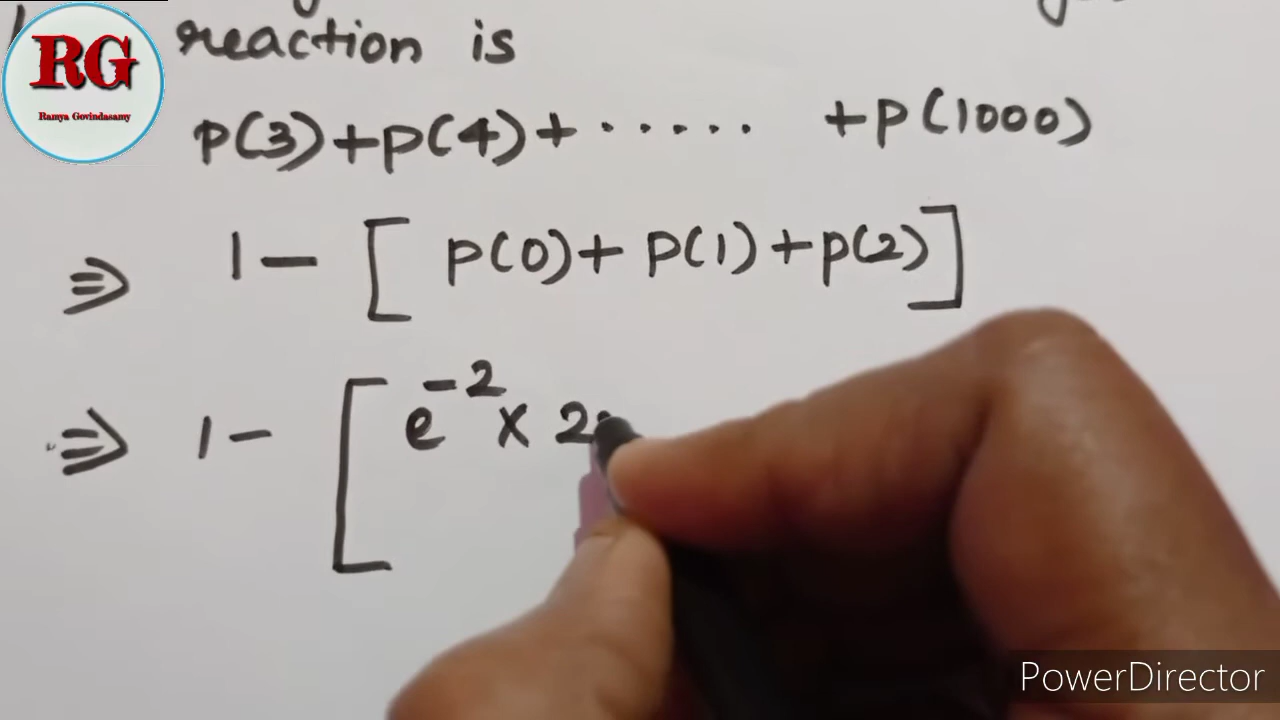 RG
Ramya Govindasamy
reaction is
P(3)+P(4)+ ..... +P(1000)
⇒ 1 - [ P(0)+ P(1)+P(2)]
⇒ 1 - [ e^-2 x 2
PowerDirector